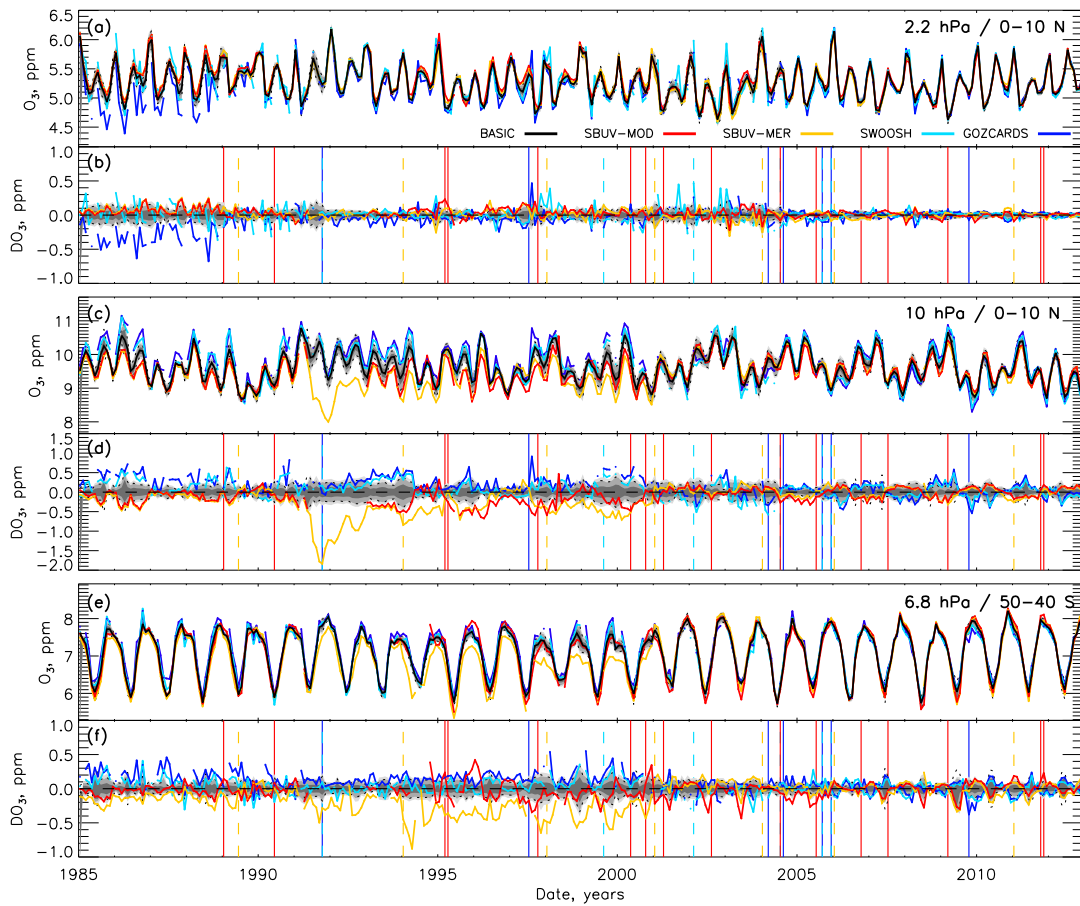 (a) 2.2 hPa / 0−10 N
6.5
6.0
5.5
5.0
4.5
O3, ppm
BASIC SBUV−MOD SBUV−MER SWOOSH GOZCARDS
(b)
1.0
0.5
0.0
−0.5
−1.0
DO3, ppm
(c) 10 hPa / 0−10 N
11
10
9
8
O3, ppm
(d)
1.5
1.0
0.5
0.0
−0.5
−1.0
−1.5
−2.0
DO3, ppm
(e) 6.8 hPa / 50−40 S
8
7
6
O3, ppm
(f)
1.0
0.5
0.0
−0.5
−1.0
DO3, ppm
1985 1990 1995 2000 2005 2010
Date, years